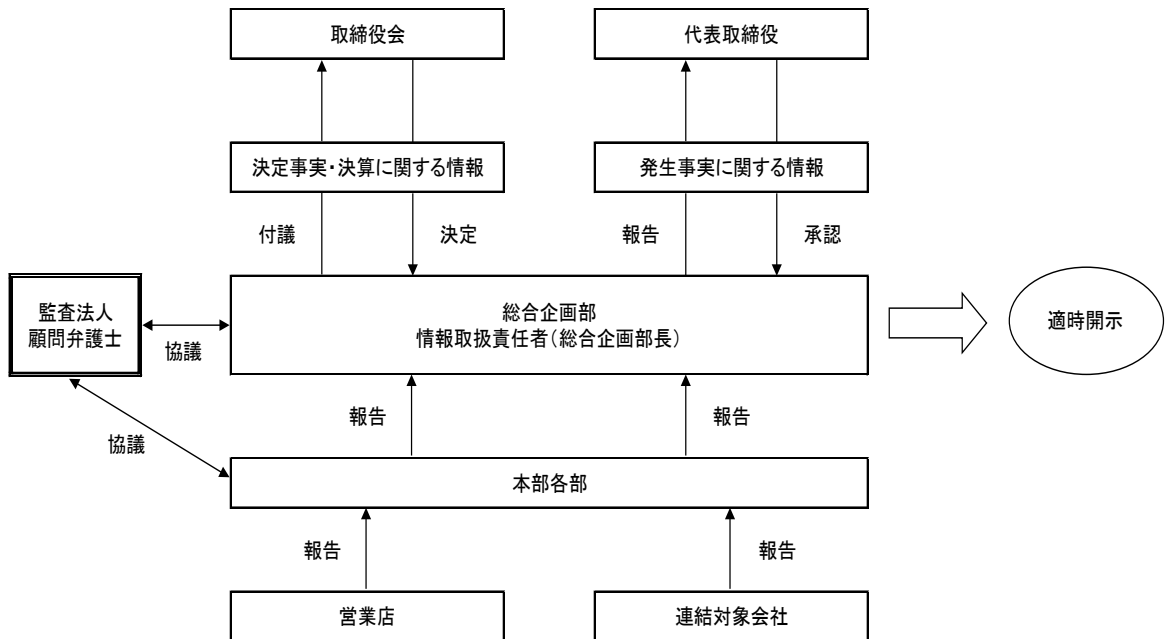 取締役会
代表取締役
決定事実・決算に関する情報
発生事実に関する情報
付議
決定
報告
承認
監査法人
顧問弁護士
協議
総合企画部
情報取扱責任者(総合企画部長)
適時開示
報告
報告
協議
本部各部
報告
報告
営業店
連結対象会社